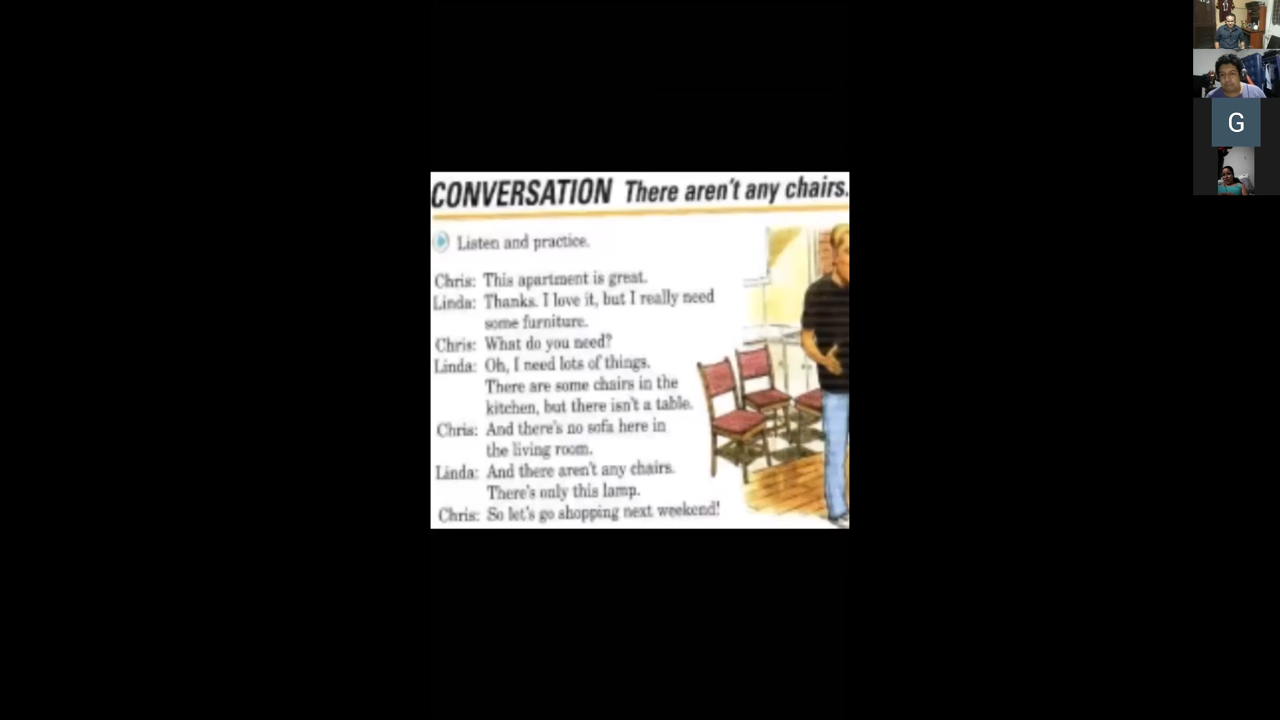 CONVERSATION There aren't any chairs.
Listen and practice.
Chris: This apartment is great.
Linda: Thanks. I love it, but I really need
some furniture.
Chris: What do you need?
Linda: Oh, I need lots of things.
There are some chairs in the
kitchen, but there isn't a table.
Chris: And there's no sofa here in
the living room.
Linda: And there aren't any chairs.
There's only this lamp.
Chris: So let's go shopping next weekend!
G